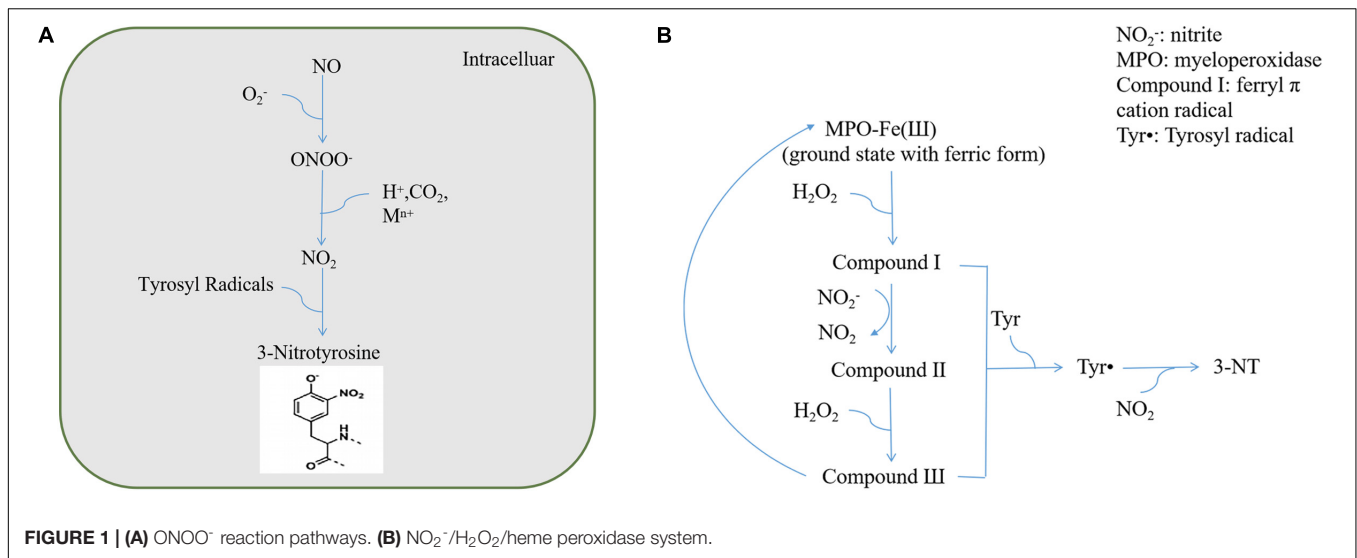 A
Intracelluar
NO
O₂⁻
ONOO⁻
H⁺,CO₂,
Mⁿ⁺
NO₂
Tyrosyl Radicals
3-Nitrotyrosine
O⁻
NO₂
H
N
O
B
NO₂⁻: nitrite
MPO: myeloperoxidase
Compound I: ferryl π
cation radical
Tyr•: Tyrosyl radical
MPO-Fe(III)
(ground state with ferric form)
H₂O₂
Compound I
NO₂⁻
NO₂
Compound II
H₂O₂
Compound III
Tyr
Tyr•
NO₂
3-NT
FIGURE 1 | (A) ONOO⁻ reaction pathways. (B) NO₂⁻/H₂O₂/heme peroxidase system.